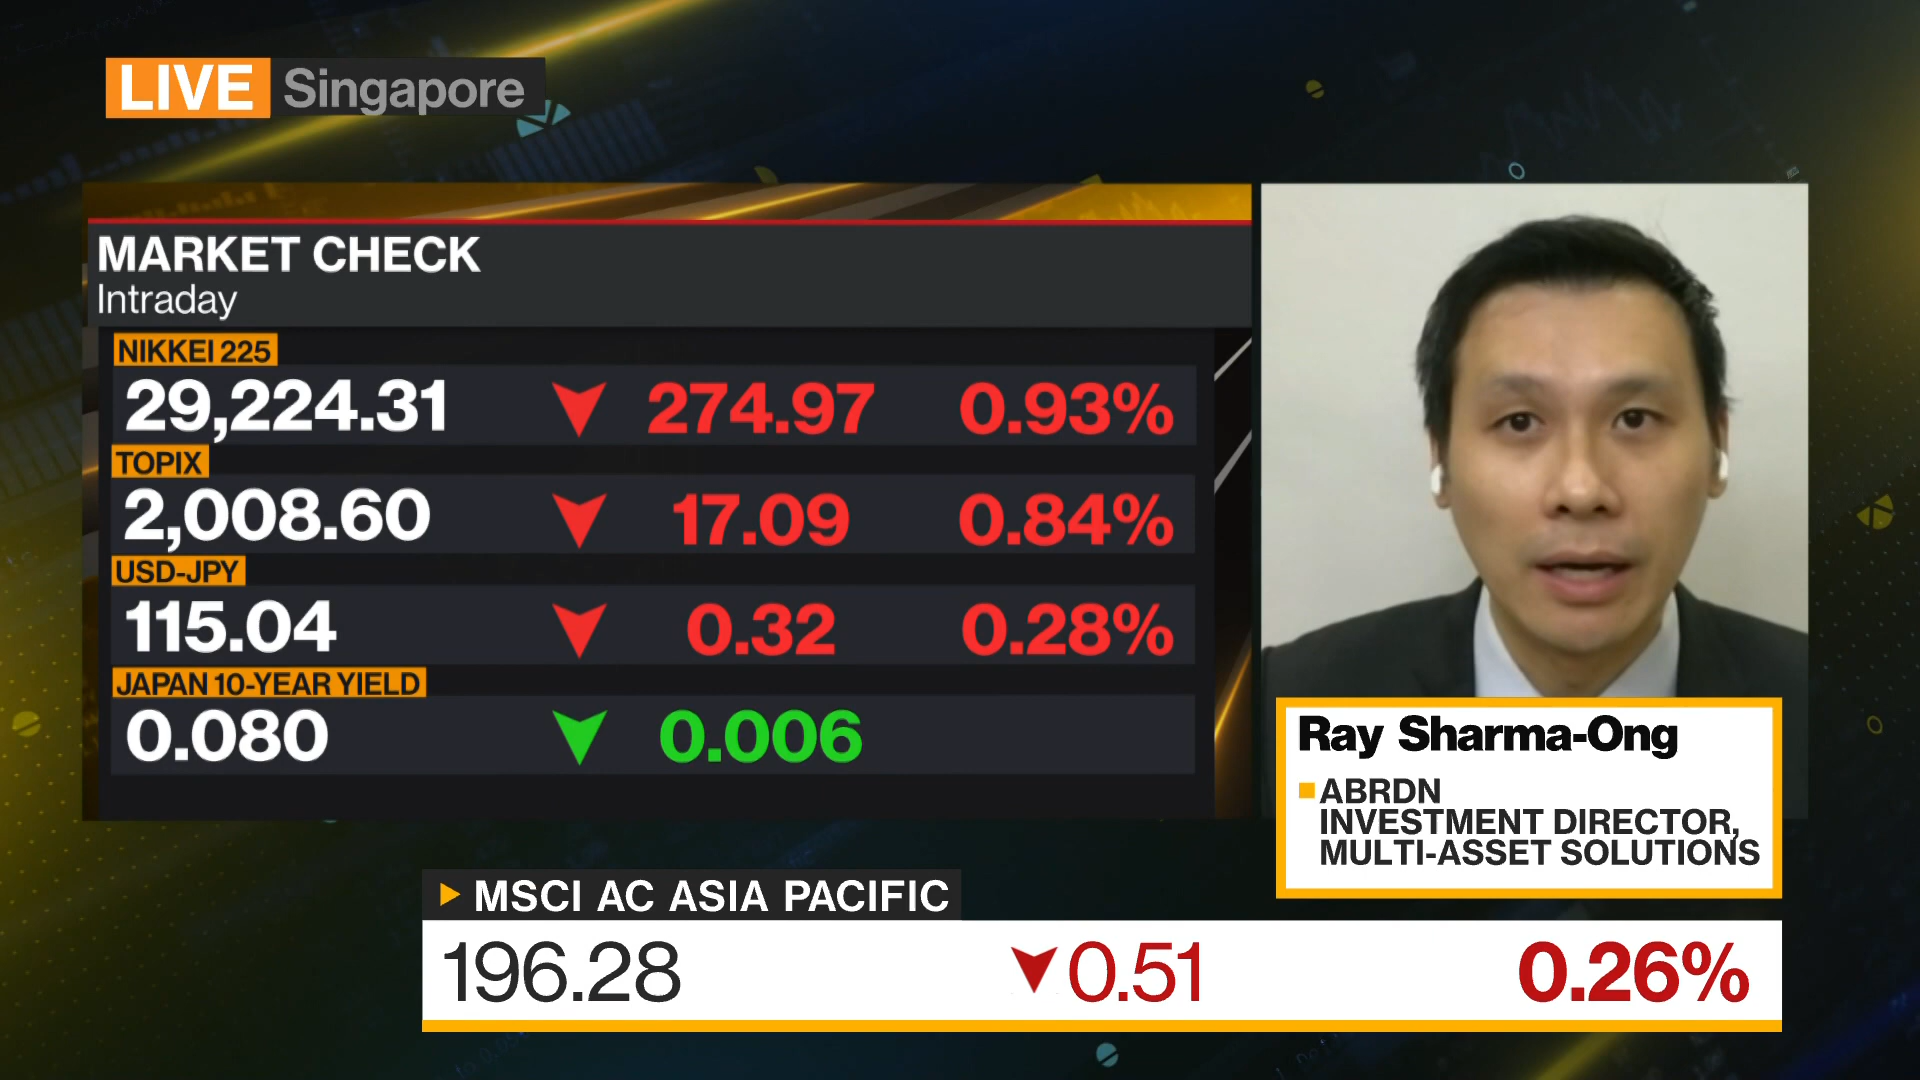 LIVE Singapore
MARKET CHECK
Intraday
NIKKEI 225
29,224.31 274.97 0.93%
TOPIX
2,008.60 17.09 0.84%
USD-JPY
115.04 0.32 0.28%
JAPAN 10-YEAR YIELD
0.080 0.006
Ray Sharma-Ong
ABRDN
INVESTMENT DIRECTOR,
MULTI-ASSET SOLUTIONS
MSCI AC ASIA PACIFIC
196.28 0.51 0.26%